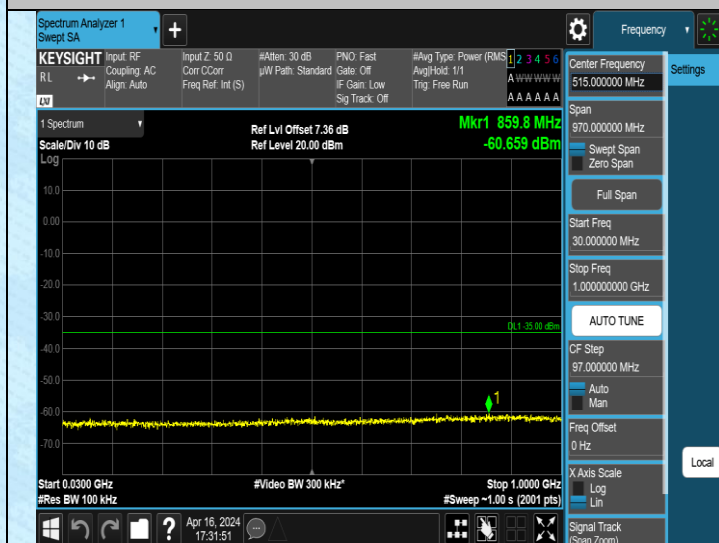 Spectrum Analyzer 1
Swept SA
Frequency
KEYSIGHT
RL
LXI
Input: RF
Coupling: AC
Align: Auto
Input Z: 50 Ω
Corr CCorr
Freq Ref: Int (S)
#Atten: 30 dB
µW Path: Standard
PNO: Fast
Gate: Off
IF Gain: Low
Sig Track: Off
#Avg Type: Power (RMS
Avg|Hold: 1/1
Trig: Free Run
1 2 3 4 5 6
A W W W W W
A A A A A A
1 Spectrum
Scale/Div 10 dB
Ref Lvl Offset 7.36 dB
Ref Level 20.00 dBm
Mkr1 859.8 MHz
-60.659 dBm
Log
10.0
0.00
-10.0
-20.0
-30.0
DL1 -35.00 dBm
-40.0
-50.0
1
-60.0
-70.0
Start 0.0300 GHz
#Res BW 100 kHz
#Video BW 300 kHz*
Stop 1.0000 GHz
#Sweep ~1.00 s (2001 pts)
?
Apr 16, 2024
17:31:51
Center Frequency
515.000000 MHz
Span
970.000000 MHz
Swept Span
Zero Span
Full Span
Start Freq
30.000000 MHz
Stop Freq
1.000000000 GHz
AUTO TUNE
CF Step
97.000000 MHz
Auto
Man
Freq Offset
0 Hz
X Axis Scale
Log
Lin
Signal Track
(Span Zoom)
Settings
Local